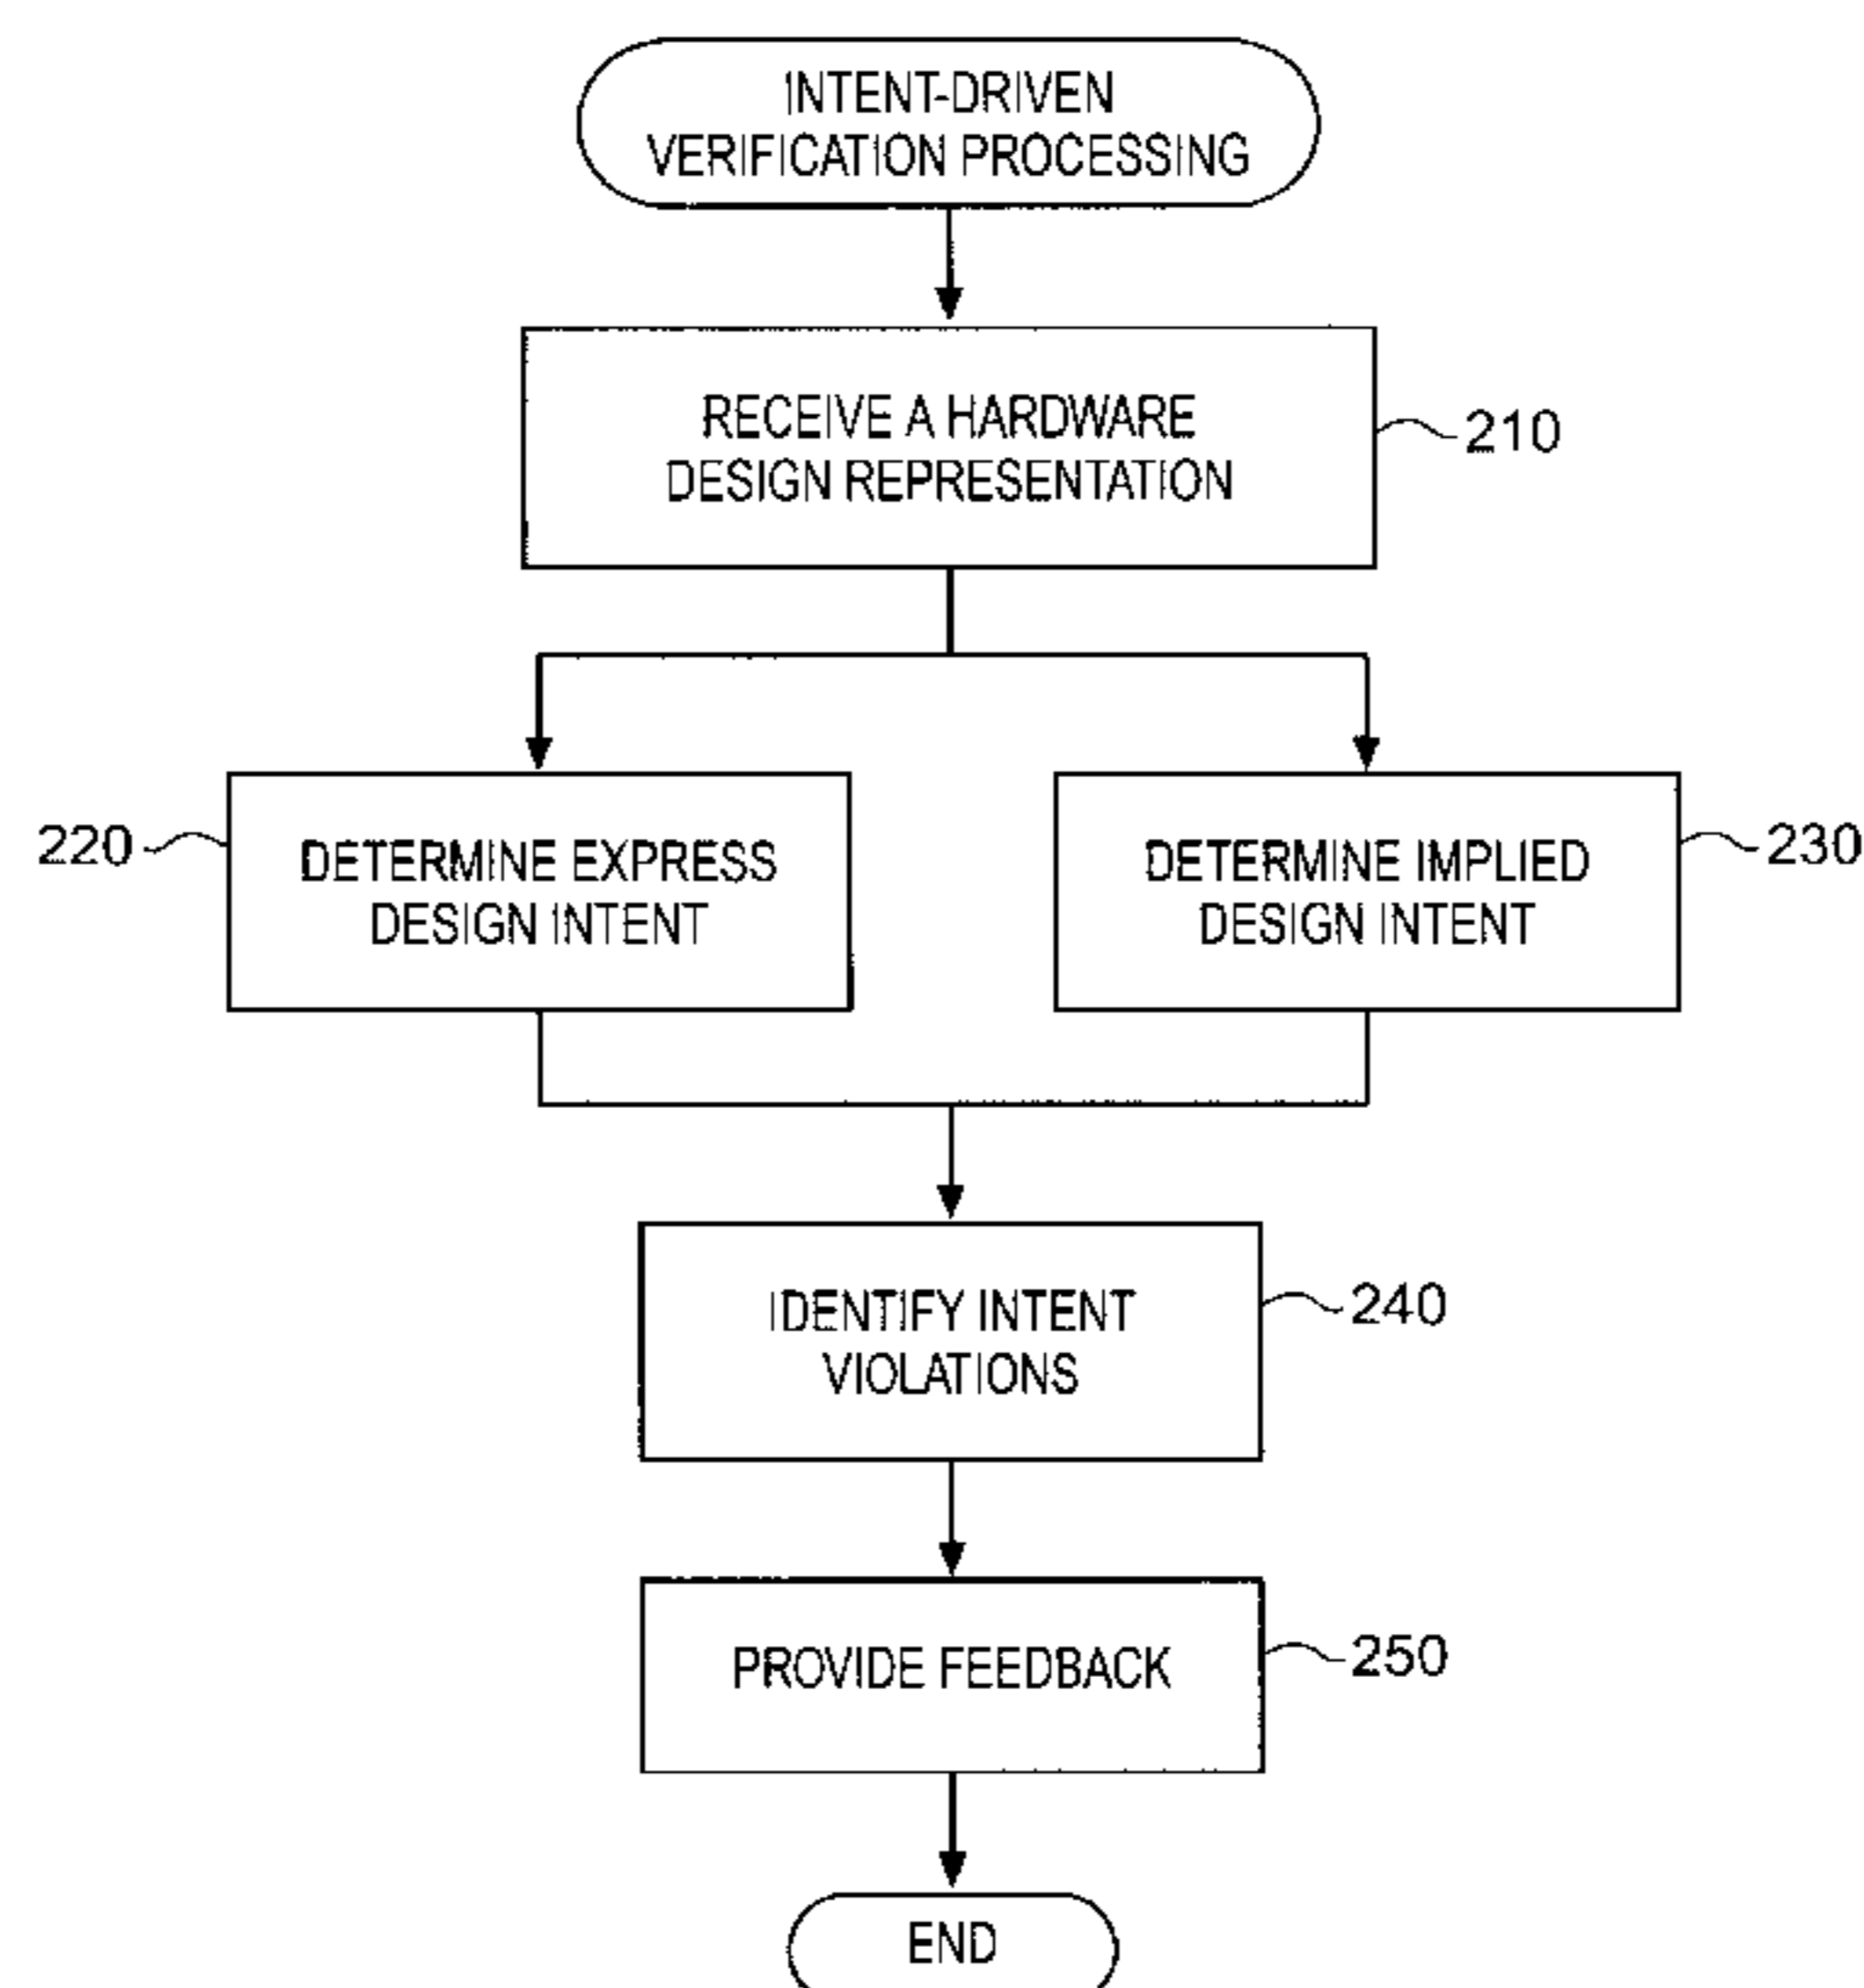 INTENT-DRIVEN
VERIFICATION PROCESSING
RECEIVE A HARDWARE
DESIGN REPRESENTATION
210
220
DETERMINE EXPRESS
DESIGN INTENT
DETERMINE IMPLIED
DESIGN INTENT
230
IDENTIFY INTENT
VIOLATIONS
240
PROVIDE FEEDBACK
250
END